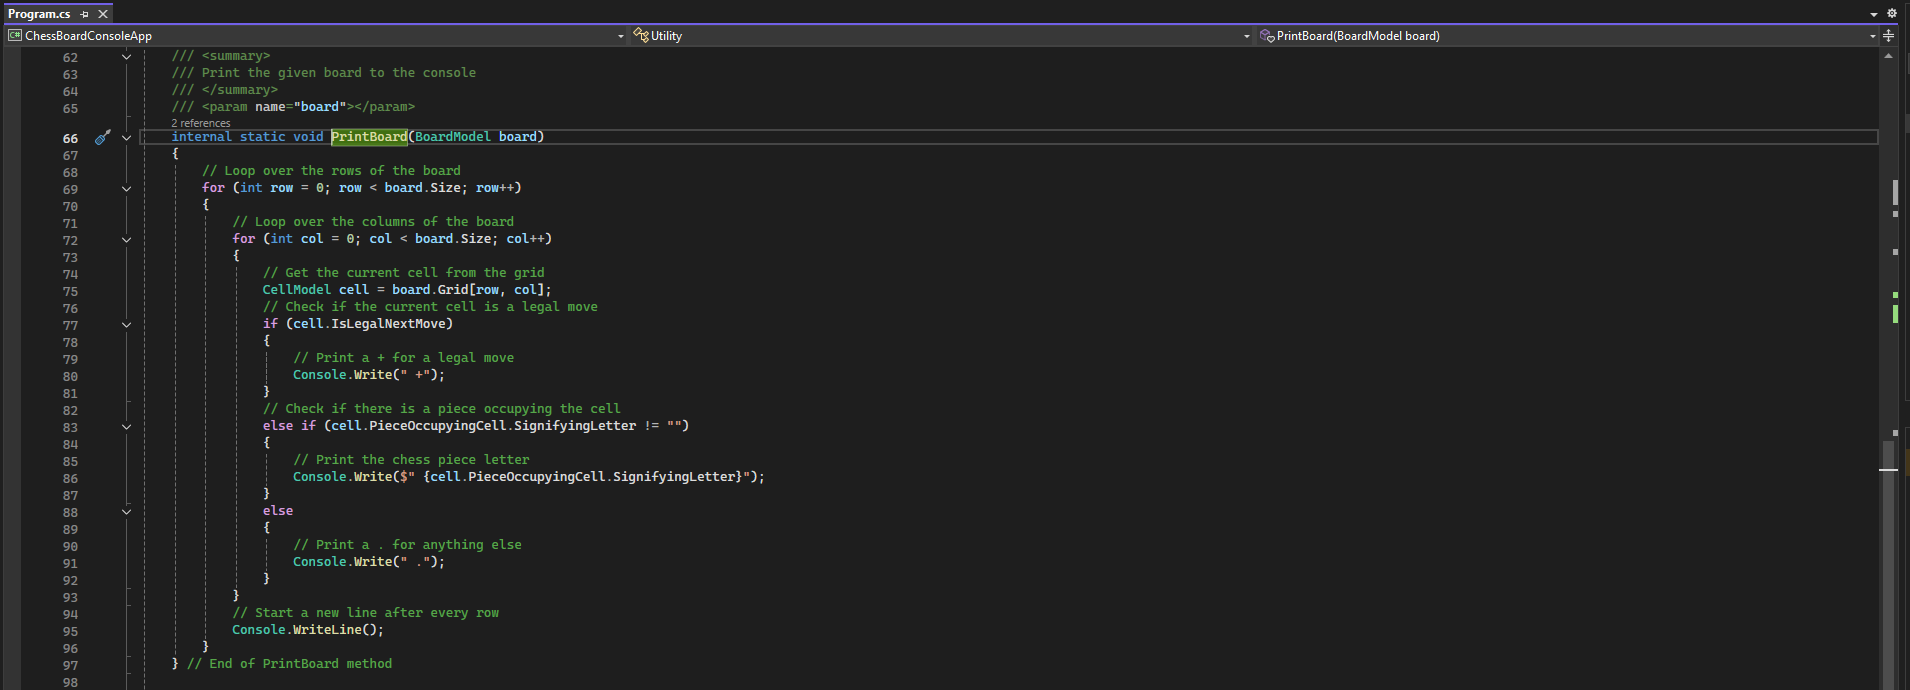 Program.cs
ChessBoardConsoleApp
Utility
PrintBoard(BoardModel board)
62 /// <summary>
63 /// Print the given board to the console
64 /// </summary>
65 /// <param name="board"></param>
2 references
66 internal static void PrintBoard(BoardModel board)
67 {
68 // Loop over the rows of the board
69 for (int row = 0; row < board.Size; row++)
70 {
71 // Loop over the columns of the board
72 for (int col = 0; col < board.Size; col++)
73 {
74 // Get the current cell from the grid
75 CellModel cell = board.Grid[row, col];
76 // Check if the current cell is a legal move
77 if (cell.IsLegalNextMove)
78 {
79 // Print a + for a legal move
80 Console.Write(" +");
81 }
82 // Check if there is a piece occupying the cell
83 else if (cell.PieceOccupyingCell.SignifyingLetter != "")
84 {
85 // Print the chess piece letter
86 Console.Write($" {cell.PieceOccupyingCell.SignifyingLetter}");
87 }
88 else
89 {
90 // Print a . for anything else
91 Console.Write(" .");
92 }
93 }
94 // Start a new line after every row
95 Console.WriteLine();
96 }
97 } // End of PrintBoard method
98